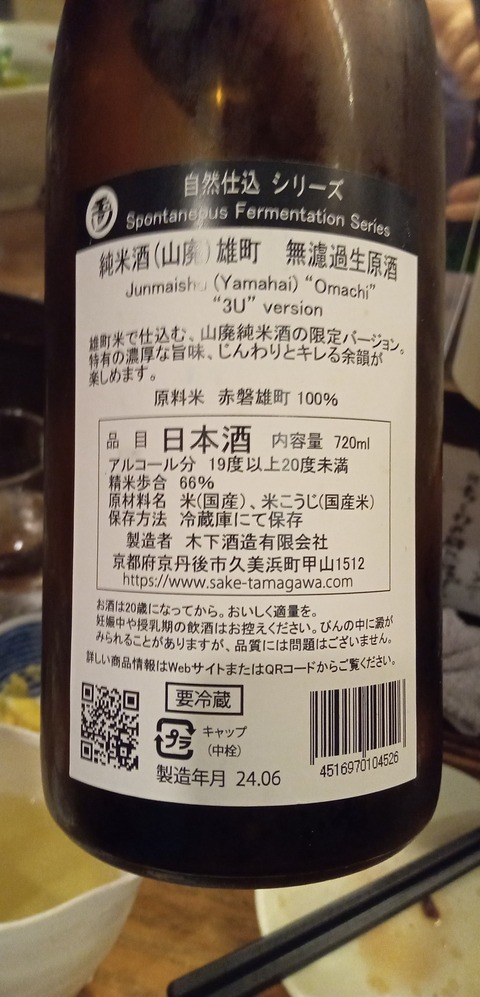 自然仕込 シリーズ
Spontaneous Fermentation Series
純米酒(山廃)雄町 無濾過生原酒
Junmaishu (Yamahai) "Omachi"
"3U" version
雄町米で仕込む、山廃純米酒の限定バージョン。
特有の濃厚な旨味、じんわりとキレる余韻が
楽しめます。
原料米 赤磐雄町 100%
品 目 日本酒 内容量 720ml
アルコール分 19度以上20度未満
精米歩合 66%
原材料名 米(国産)、米こうじ(国産米)
保存方法 冷蔵庫にて保存
製造者 木下酒造有限会社
京都府京丹後市久美浜町甲山1512
https://www.sake-tamagawa.com
お酒は20歳になってから。おいしく適量を。
妊娠中や授乳期の飲酒はお控えください。びんの中に澱が
みられることがありますが、品質には問題はございません。
詳しい商品情報はWebサイトまたはQRコードからご覧ください。
要冷蔵
プラ
キャップ
(中栓)
製造年月 24.06
4516970104526